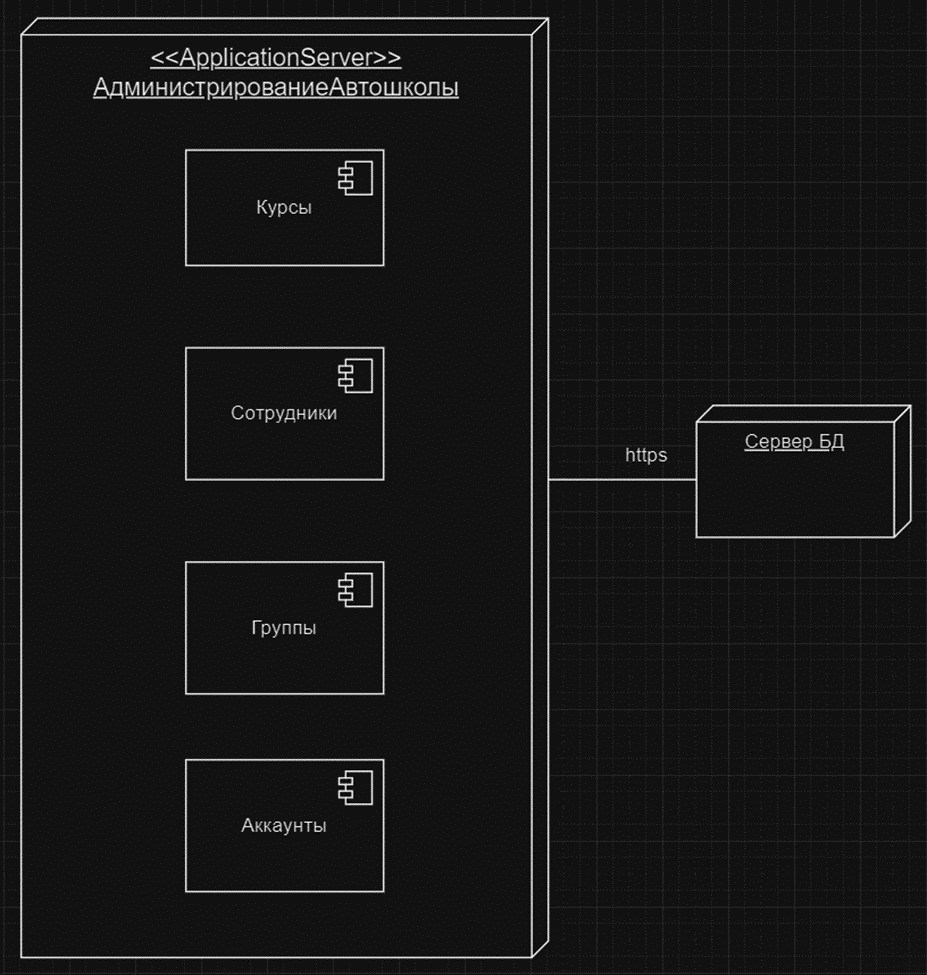 <<ApplicationServer>>
АдминистрированиеАвтошколы
Курсы
Сотрудники
https
Сервер БД
Группы
Аккаунты